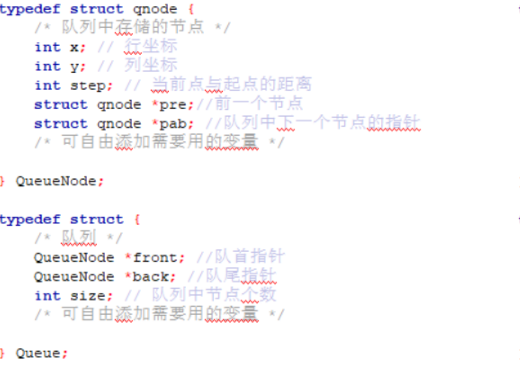 typedef struct qnode {
/* 队列中存储的节点 */
int x; // 行坐标
int y; // 列坐标
int step; // 当前点与起点的距离
struct qnode *pre;//前一个节点
struct qnode *pab; //队列中下一个节点的指针
/* 可自由添加需要用的变量 */
} QueueNode;
typedef struct {
/* 队列 */
QueueNode *front; //队首指针
QueueNode *back; //队尾指针
int size; // 队列中节点个数
/* 可自由添加需要用的变量 */
} Queue;